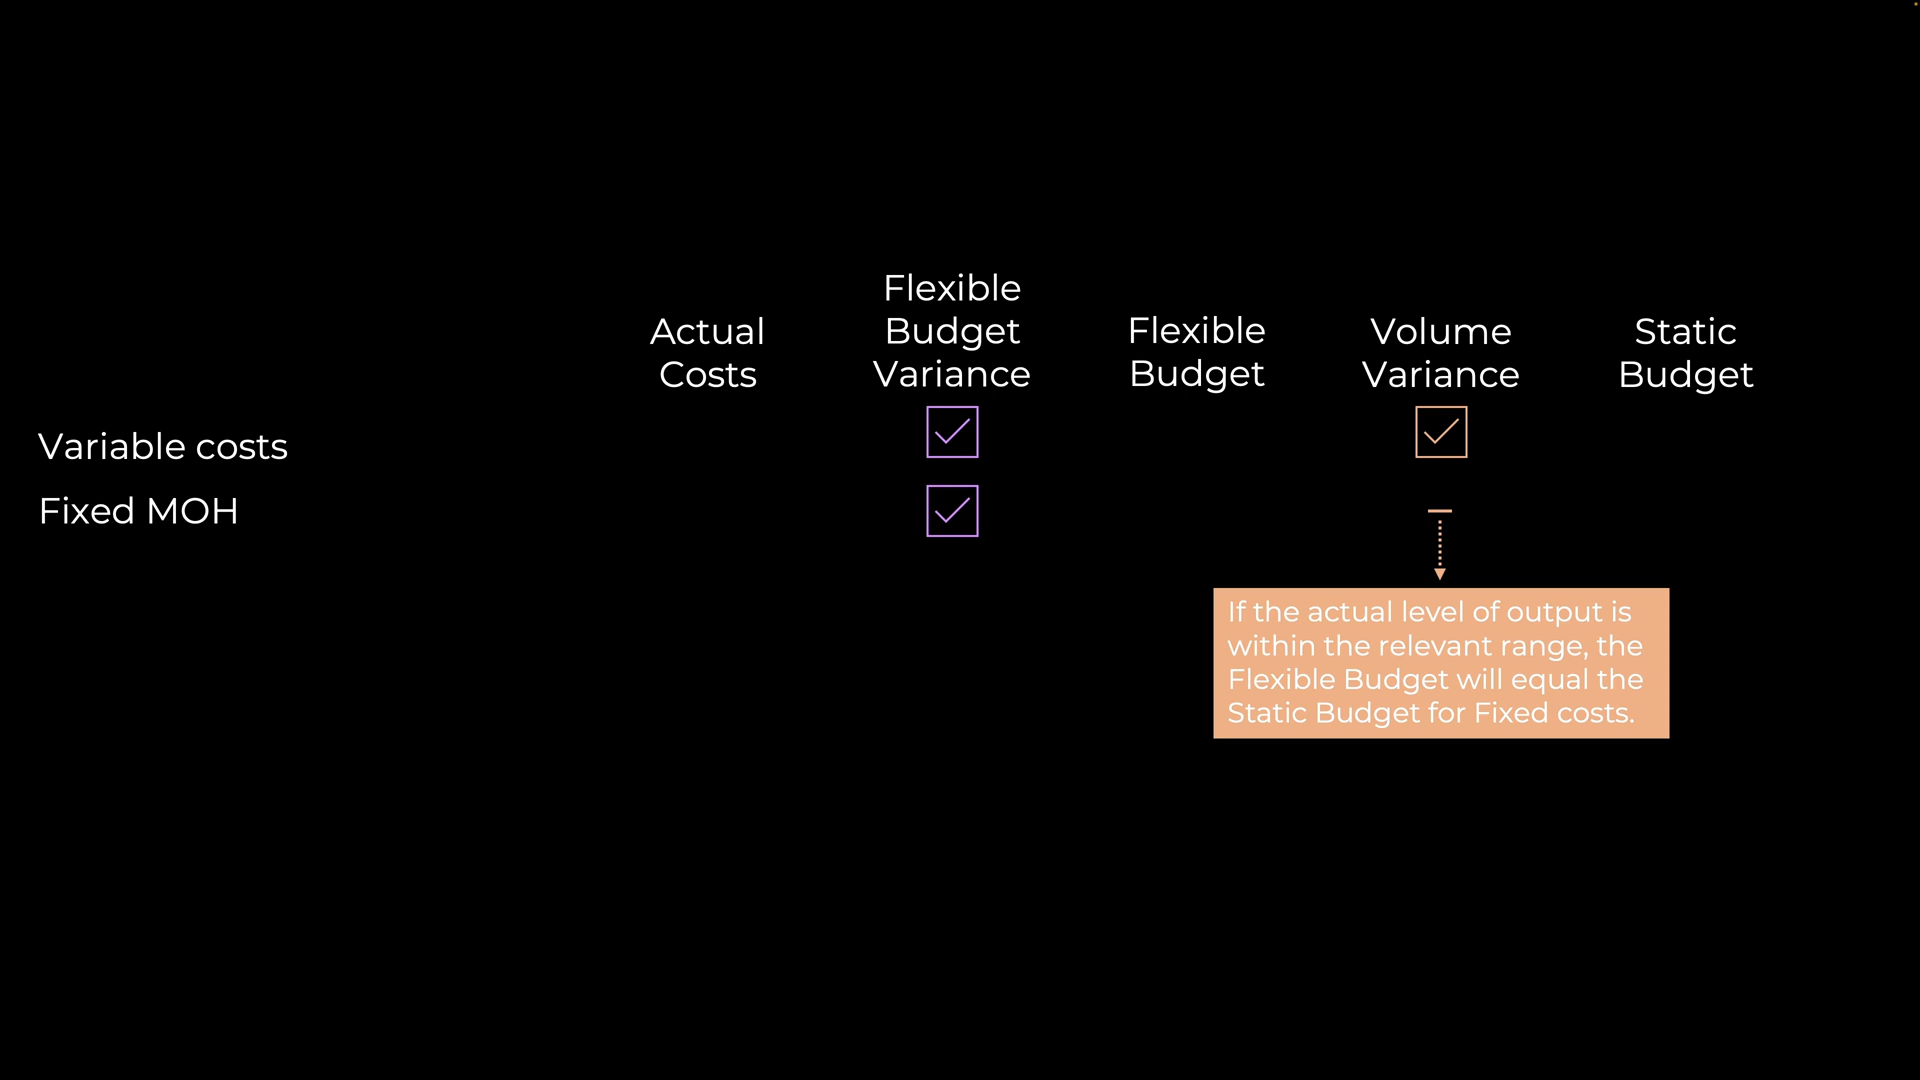 Actual
Costs
Flexible
Budget
Variance
Flexible
Budget
Volume
Variance
Static
Budget
Variable costs
Fixed MOH
If the actual level of output is
within the relevant range, the
Flexible Budget will equal the
Static Budget for Fixed costs.